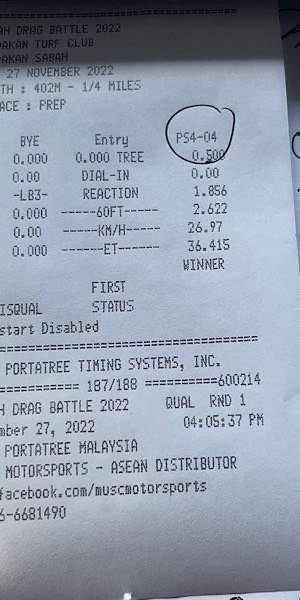 AH DRAG BATTLE 2022
DAKAN TURF CLUB
DAKAN SABAH
27 NOVEMBER 2022
TH : 402M - 1/4 MILES
ACE : PREP
BYE Entry PS4-04
0.000 0.000 TREE 0.500
0.00 DIAL-IN 0.00
-LB3- REACTION 1.856
0.000 ------60FT----- 2.622
0.00 ------KM/H------ 26.97
0.000 -------ET------ 36.415
WINNER
FIRST
ISQUAL STATUS
start Disabled
PORTATREE TIMING SYSTEMS, INC.
=========== 187/188 ==========600214
H DRAG BATTLE 2022 QUAL RND 1
mber 27, 2022 04:05:37 PM
PORTATREE MALAYSIA
MOTORSPORTS - ASEAN DISTRIBUTOR
facebook.com/muscmotorsports
6-6681490